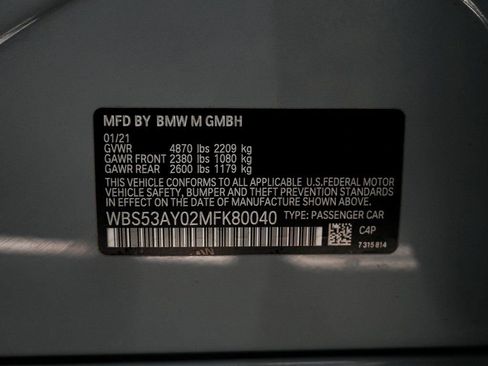 MFD BY BMW M GMBH
01/21
GVWR 4870 lbs 2209 kg
GAWR FRONT 2380 lbs 1080 kg
GAWR REAR 2600 lbs 1179 kg
THIS VEHICLE CONFORMS TO ALL APPLICABLE U.S.FEDERAL MOTOR
VEHICLE SAFETY, BUMPER AND THEFT PREVENTION STANDARDS
IN EFFECT ON THE DATE OF MANUFACTURE SHOWN ABOVE.
WBS53AY02MFK80040 TYPE: PASSENGER CAR
C4P
7 315 814